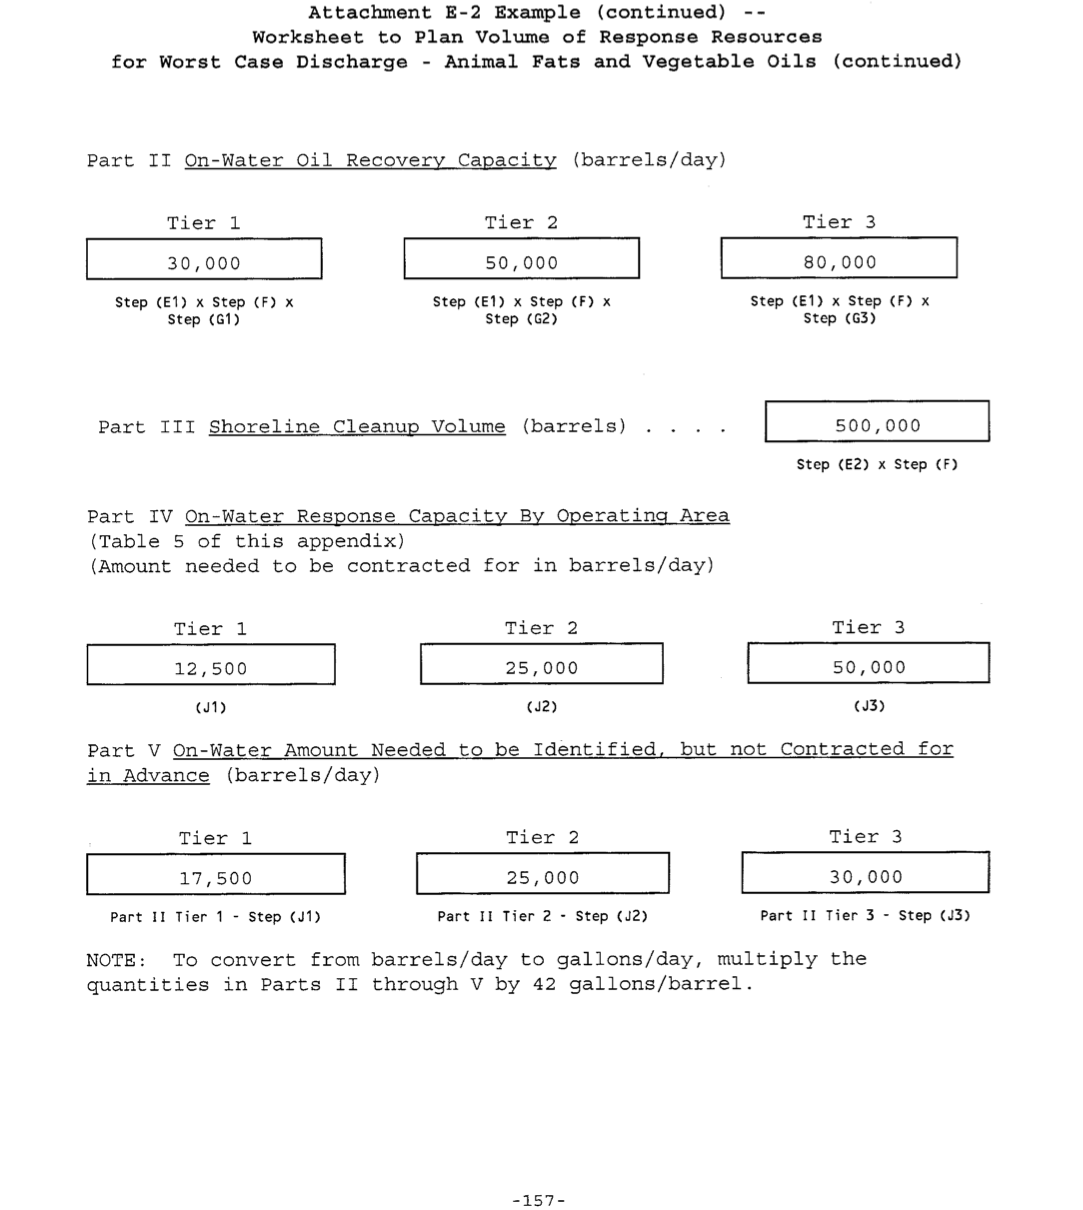 Attachment E-2 Example (continued) --
Worksheet to Plan Volume of Response Resources
for Worst Case Discharge - Animal Fats and Vegetable Oils (continued)
Part II On-Water Oil Recovery Capacity (barrels/day)
Tier 1 Tier 2 Tier 3
30,000 50,000 80,000
Step (E1) x Step (F) x Step (E1) x Step (F) x Step (E1) x Step (F) x
Step (G1) Step (G2) Step (G3)
Part III Shoreline Cleanup Volume (barrels) . . . . 500,000
Step (E2) x Step (F)
Part IV On-Water Response Capacity By Operating Area
(Table 5 of this appendix)
(Amount needed to be contracted for in barrels/day)
Tier 1 Tier 2 Tier 3
12,500 25,000 50,000
(J1) (J2) (J3)
Part V On-Water Amount Needed to be Identified, but not Contracted for
in Advance (barrels/day)
Tier 1 Tier 2 Tier 3
17,500 25,000 30,000
Part II Tier 1 - Step (J1) Part II Tier 2 - Step (J2) Part II Tier 3 - Step (J3)
NOTE: To convert from barrels/day to gallons/day, multiply the
quantities in Parts II through V by 42 gallons/barrel.
-157-